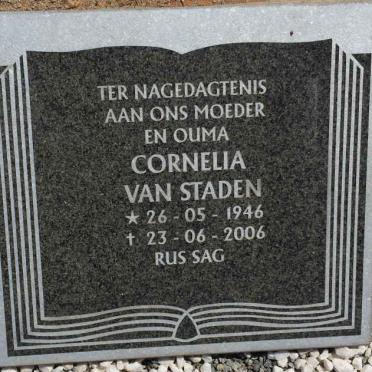 TER NAGEDAGTENIS
AAN ONS MOEDER
EN OUMA
CORNELIA
VAN STADEN
★ 26 - 05 - 1946
† 23 - 06 - 2006
RUS SAG